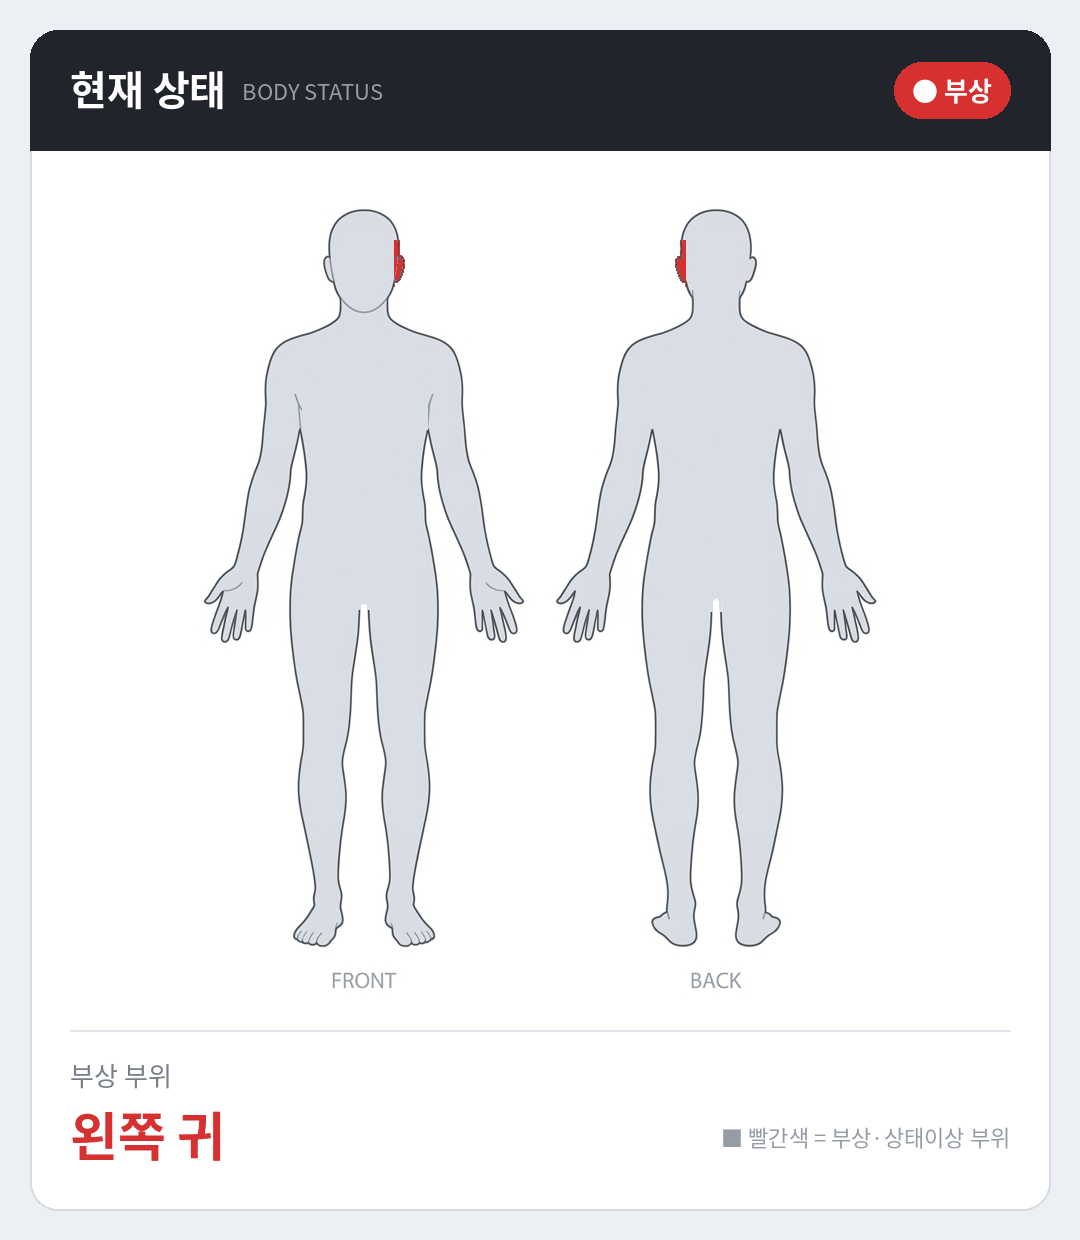 현재 상태 BODY STATUS
부상
FRONT
BACK
부상 부위
왼쪽 귀
빨간색 = 부상 · 상태이상 부위